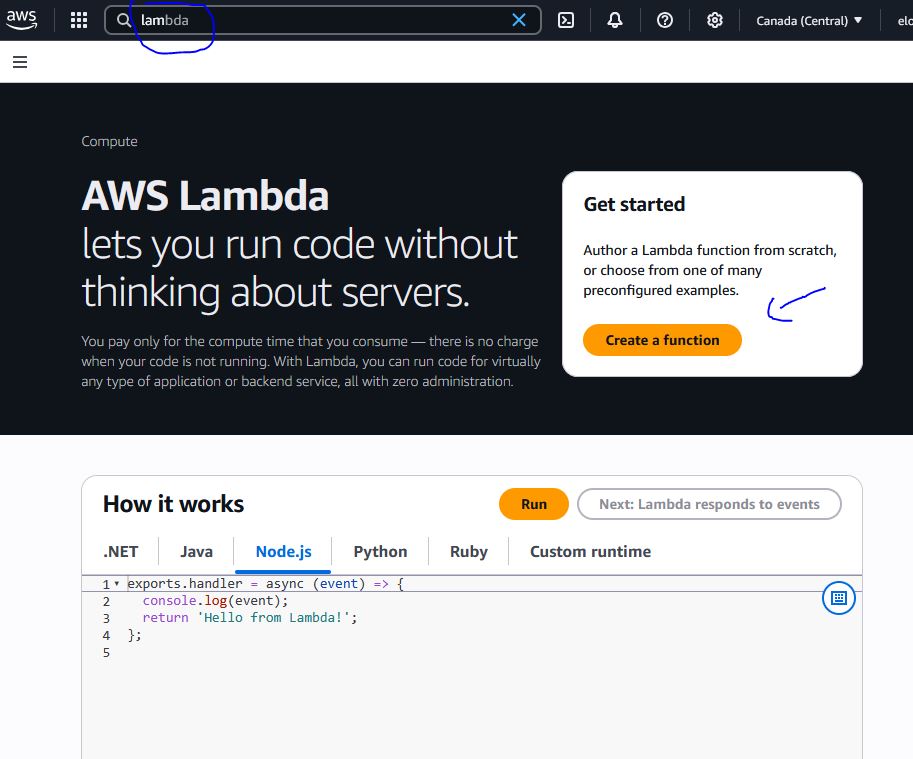 aws
lambda
Canada (Central)
elo
Compute
AWS Lambda
lets you run code without
thinking about servers.
You pay only for the compute time that you consume — there is no charge
when your code is not running. With Lambda, you can run code for virtually
any type of application or backend service, all with zero administration.
Get started
Author a Lambda function from scratch,
or choose from one of many
preconfigured examples.
Create a function
How it works
Run
Next: Lambda responds to events
.NET
Java
Node.js
Python
Ruby
Custom runtime
1 exports.handler = async (event) => {
2 console.log(event);
3 return 'Hello from Lambda!';
4 };
5